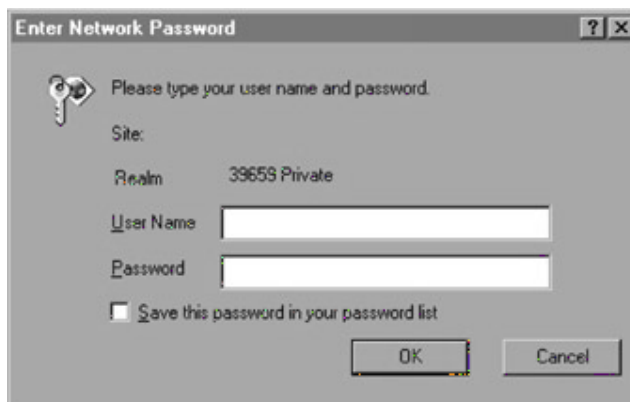 Enter Network Password
Please type your user name and password.
Site:
Realm 39659 Private
User Name
Password
Save this password in your password list
OK Cancel